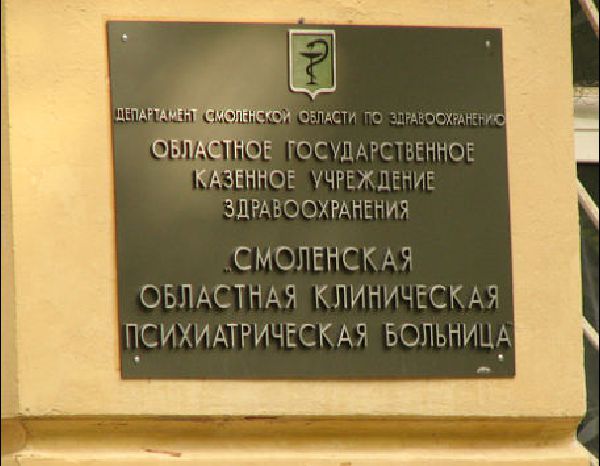 ДЕПАРТАМЕНТ СМОЛЕНСКОЙ ОБЛАСТИ ПО ЗДРАВООХРАНЕНИЮ
ОБЛАСТНОЕ ГОСУДАРСТВЕННОЕ
КАЗЕННОЕ УЧРЕЖДЕНИЕ
ЗДРАВООХРАНЕНИЯ
„СМОЛЕНСКАЯ
ОБЛАСТНАЯ КЛИНИЧЕСКАЯ
ПСИХИАТРИЧЕСКАЯ БОЛЬНИЦА"